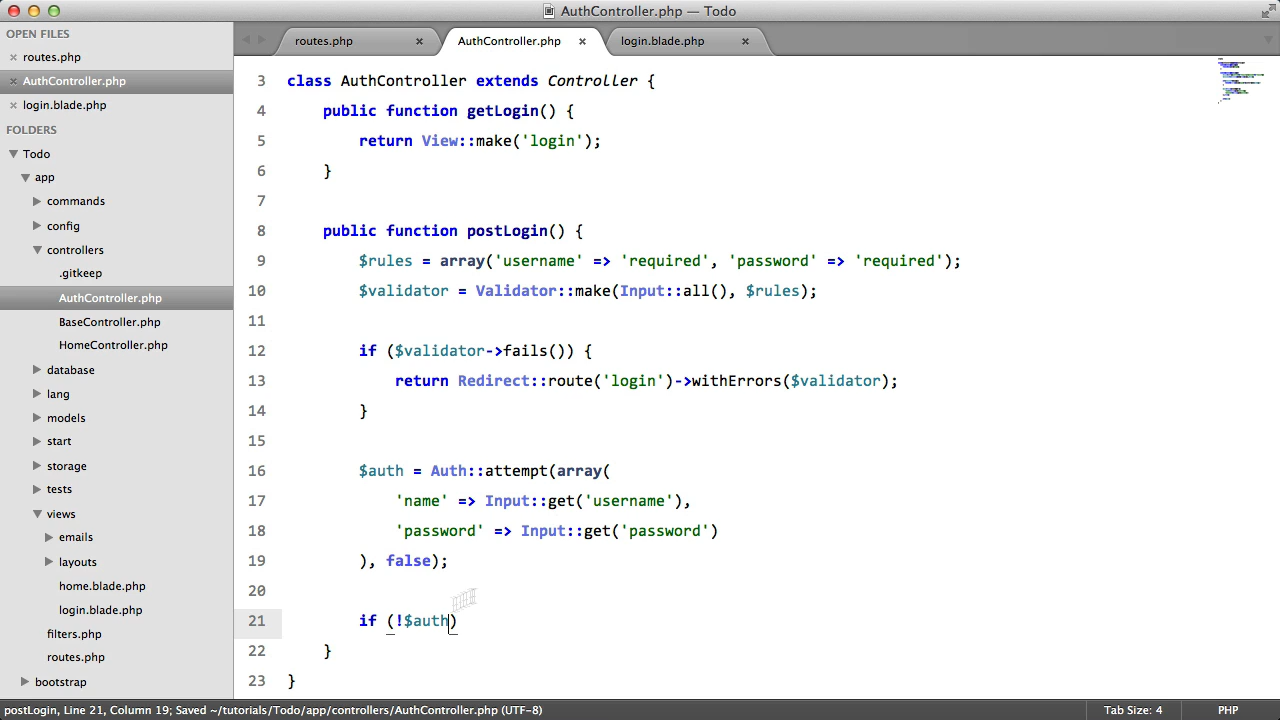 AuthController.php — Todo
OPEN FILES
routes.php
AuthController.php
login.blade.php
FOLDERS
Todo
app
commands
config
controllers
.gitkeep
AuthController.php
BaseController.php
HomeController.php
database
lang
models
start
storage
tests
views
emails
layouts
home.blade.php
login.blade.php
filters.php
routes.php
bootstrap
routes.php
AuthController.php
login.blade.php
3 class AuthController extends Controller {
4 public function getLogin() {
5 return View::make('login');
6 }
7
8 public function postLogin() {
9 $rules = array('username' => 'required', 'password' => 'required');
10 $validator = Validator::make(Input::all(), $rules);
11
12 if ($validator->fails()) {
13 return Redirect::route('login')->withErrors($validator);
14 }
15
16 $auth = Auth::attempt(array(
17 'name' => Input::get('username'),
18 'password' => Input::get('password')
19 ), false);
20
21 if (!$auth)
22 }
23 }
postLogin, Line 21, Column 19; Saved ~/tutorials/Todo/app/controllers/AuthController.php (UTF-8)
Tab Size: 4
PHP